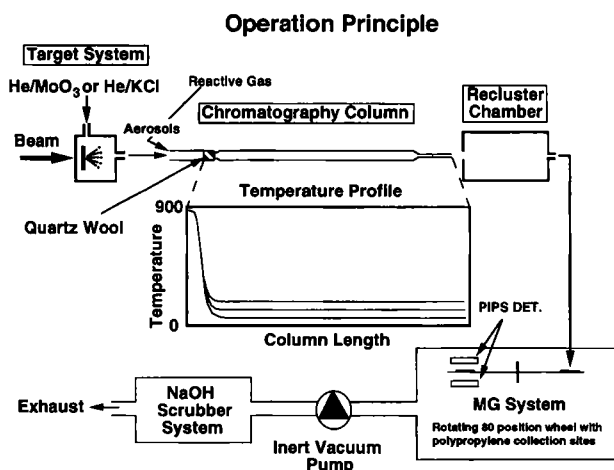 Operation Principle
Target System
He/MoO3 or He/KCl
Reactive Gas
Aerosols
Chromatography Column
Recluster
Chamber
Beam
Quartz Wool
Temperature Profile
900
Temperature
0
Column Length
PIPS DET.
MG System
Rotating 80 position wheel with
polypropylene collection sites
NaOH
Scrubber
System
Exhaust
Inert Vacuum
Pump